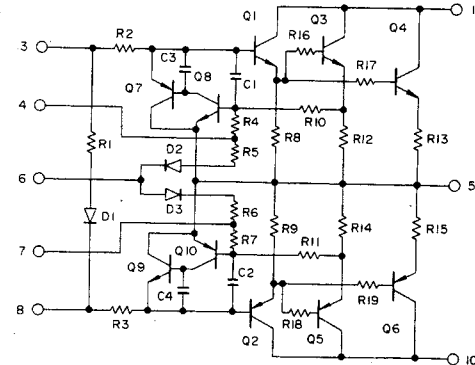 Q1 Q3 Q4 1
3 R2 C3 R16
Q8 R17
Q7 C1
4 R4 R10
R1 R5 R8 R12 R13
D2
6 5
D3 R6 R9 R14 R15
D1 R7 R11
7 Q10
Q9 C4 C2 R19
8 R3 R18
Q2 Q5 Q6
10